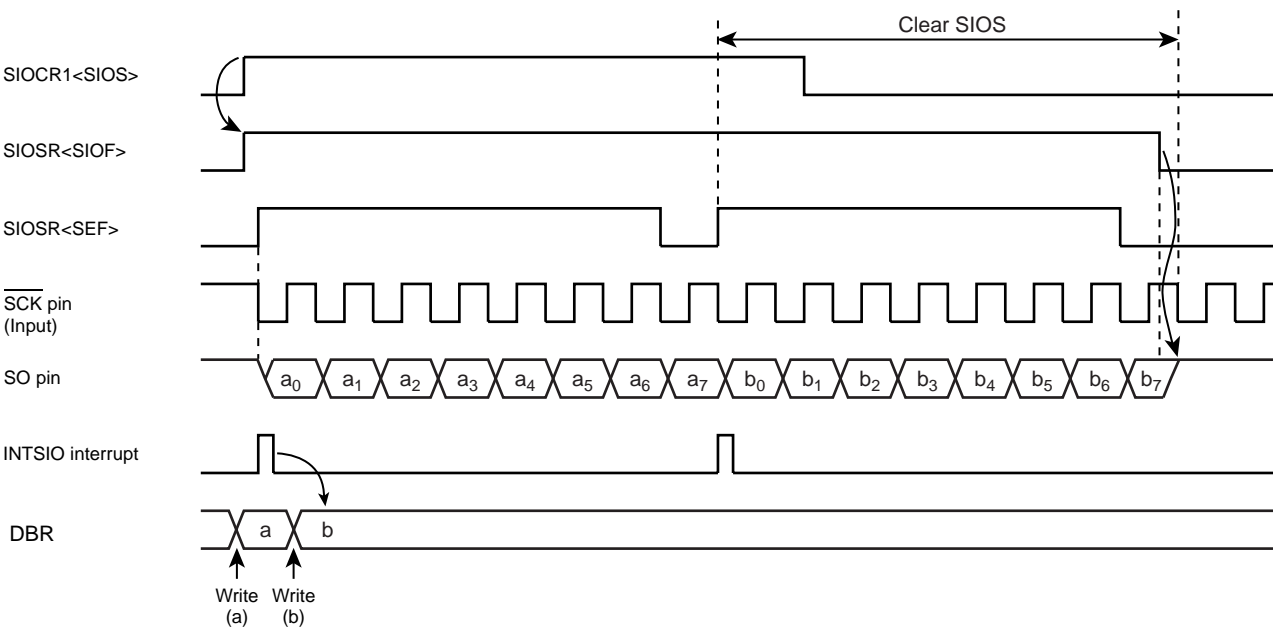 Clear SIOS
SIOCR1<SIOS>
SIOSR<SIOF>
SIOSR<SEF>
SCK pin
(Input)
SO pin
a0 a1 a2 a3 a4 a5 a6 a7 b0 b1 b2 b3 b4 b5 b6 b7
INTSIO interrupt
DBR
a b
Write Write
(a) (b)